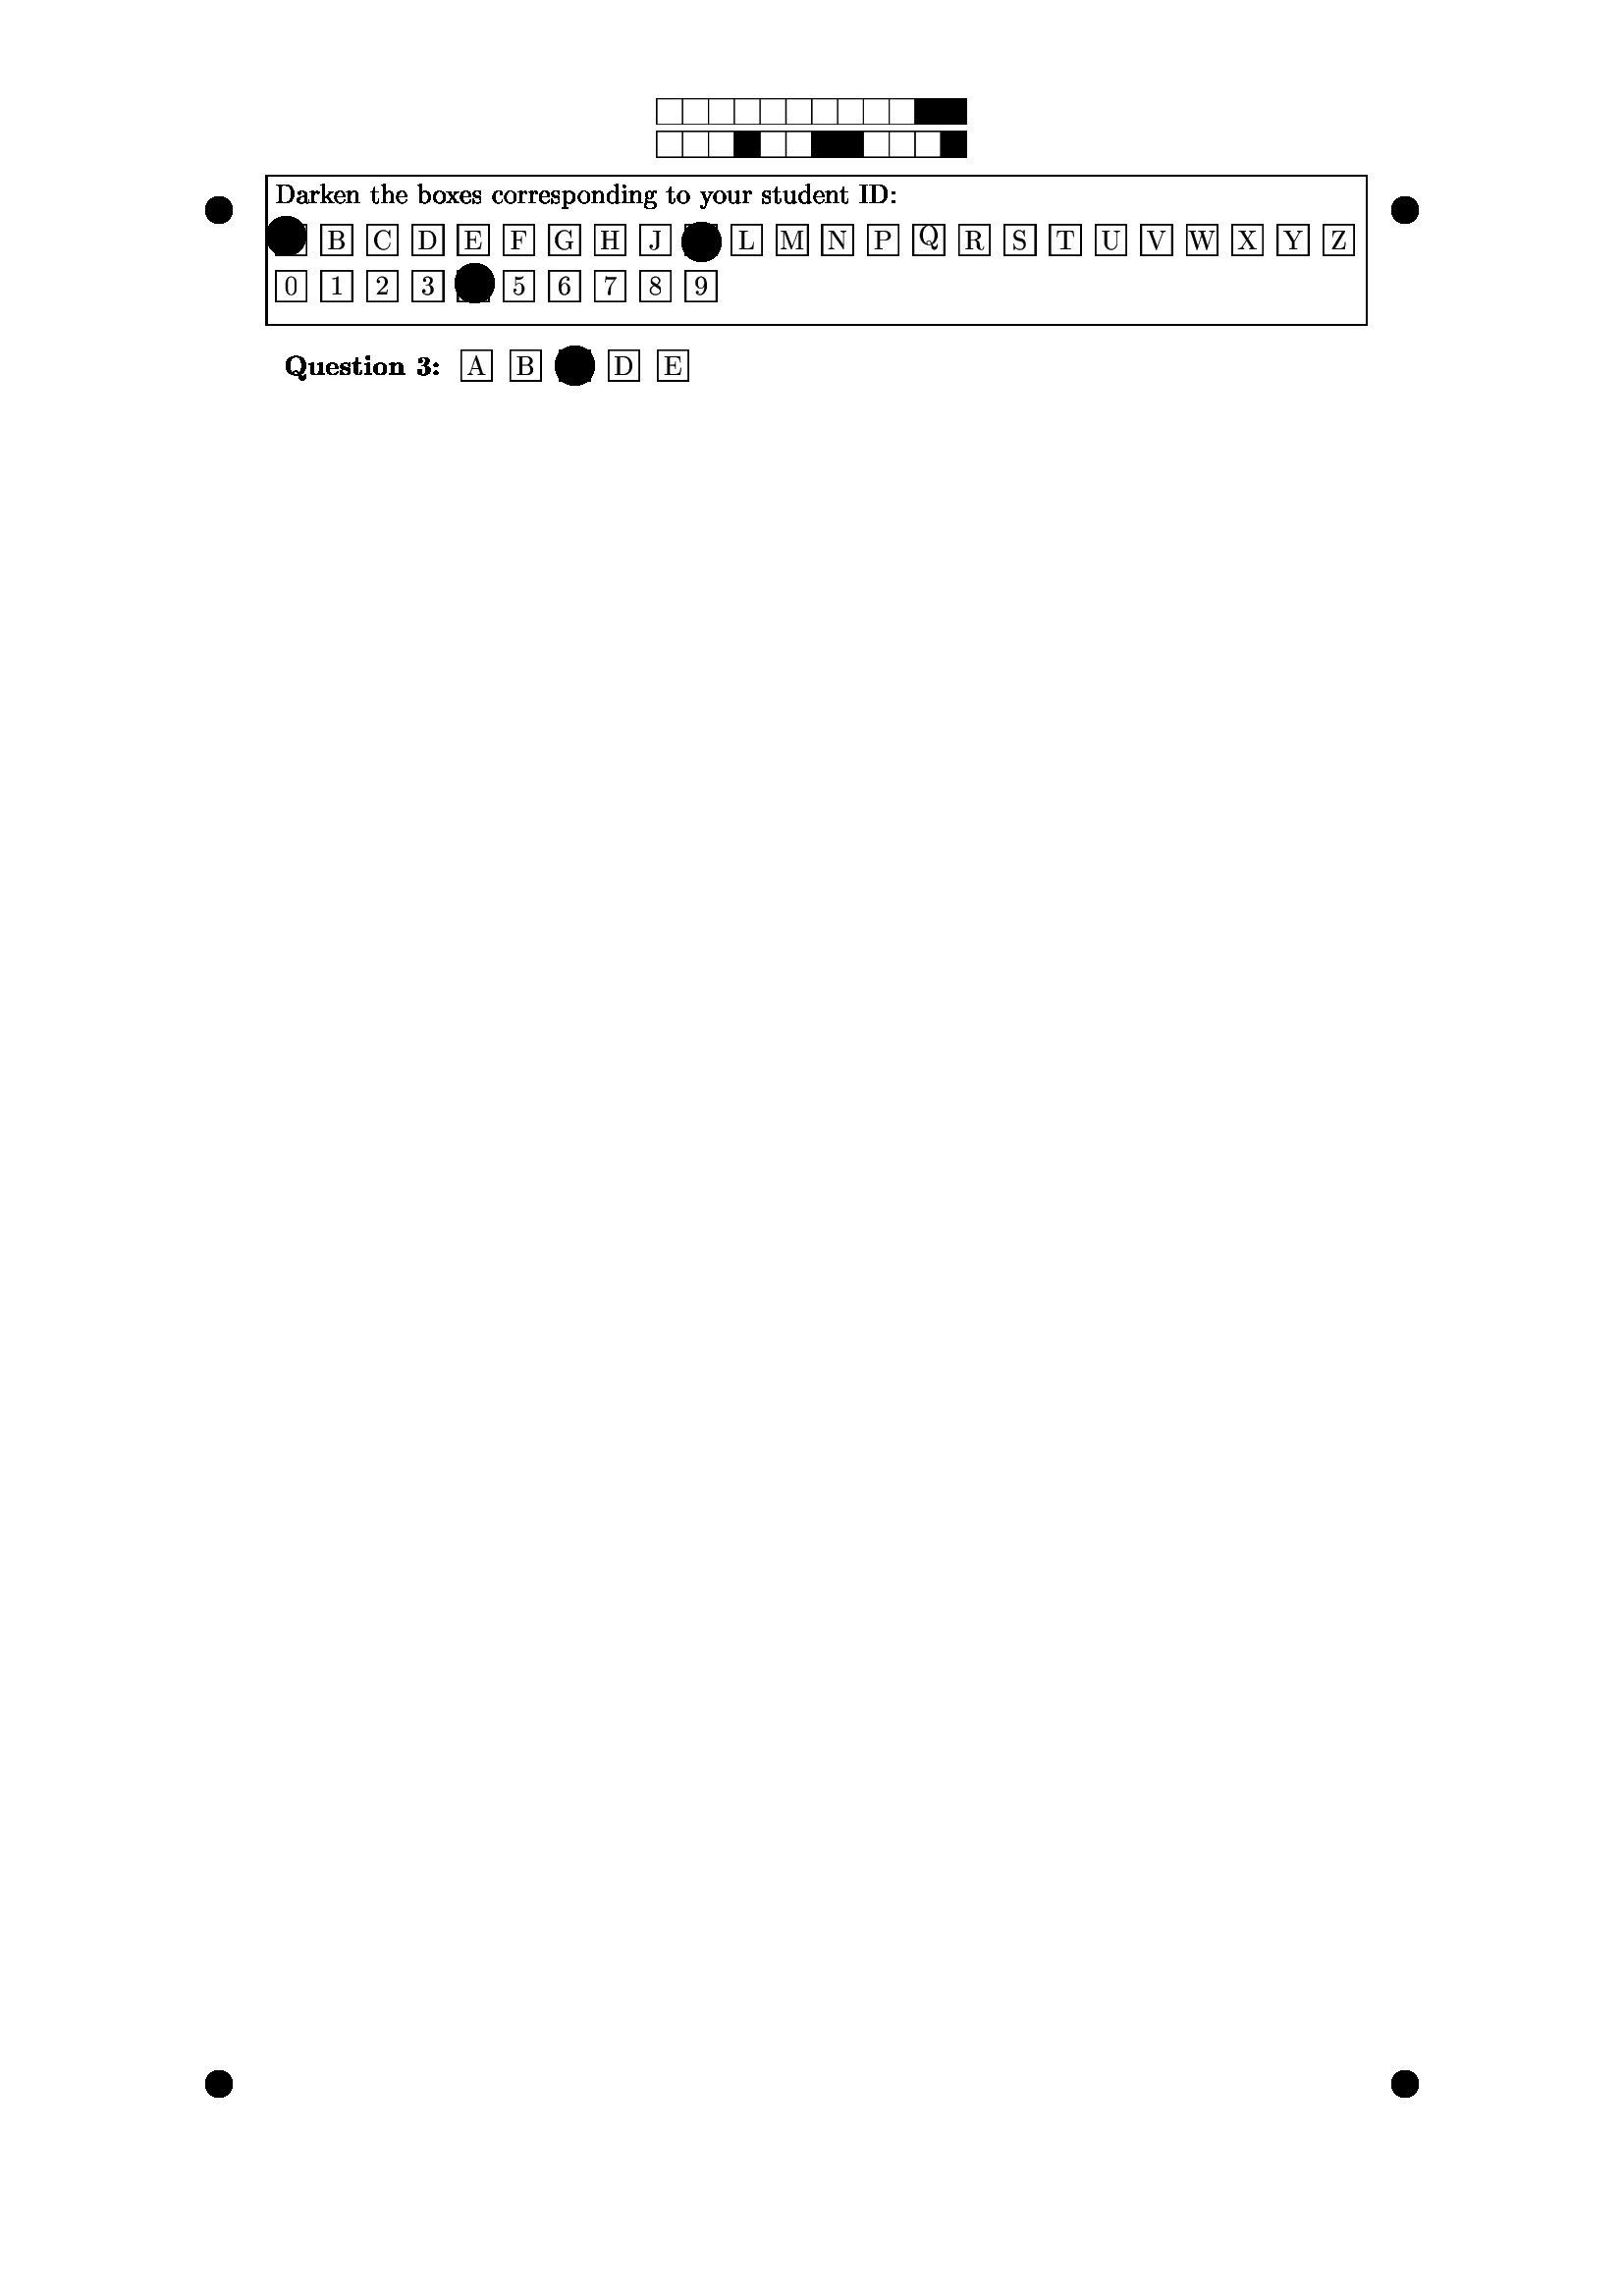 Darken the boxes corresponding to your student ID:
B C D E F G H J L M N P Q R S T U V W X Y Z
0 1 2 3 5 6 7 8 9
Question 3: A B D E